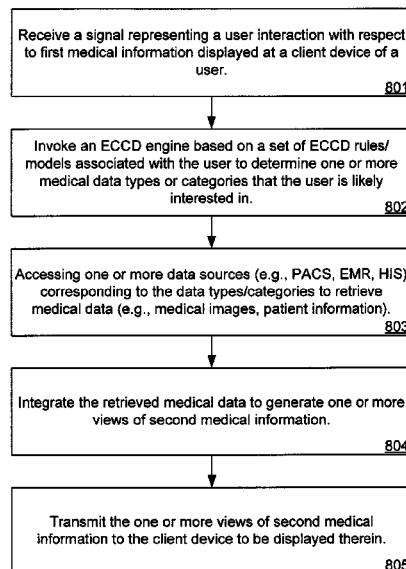 Receive a signal representing a user interaction with respect
to first medical information displayed at a client device of a
user.
801
Invoke an ECCD engine based on a set of ECCD rules/
models associated with the user to determine one or more
medical data types or categories that the user is likely
interested in.
802
Accessing one or more data sources (e.g., PACS, EMR, HIS)
corresponding to the data types/categories to retrieve
medical data (e.g., medical images, patient information).
803
Integrate the retrieved medical data to generate one or more
views of second medical information.
804
Transmit the one or more views of second medical
information to the client device to be displayed therein.
805